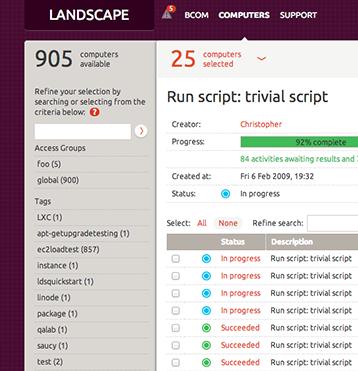 LANDSCAPE
5
BCOM COMPUTERS SUPPORT
905 computers available
Refine your selection by
searching or selecting from the
criteria below: ?
Access Groups
foo (5)
global (900)
Tags
LXC (1)
apt-getupgradetesting (1)
ec2loadtest (857)
instance (1)
ldsquickstart (1)
linode (1)
package (1)
qalab (1)
saucy (1)
test (2)
25 computers selected
Run script: trivial script
Creator: Christopher
Progress: 92% complete
84 activities awaiting results and 7
Created at: Fri 6 Feb 2009, 19:32
Status: In progress
Select: All None Refine search:
Status Description
In progress Run script: trivial script
In progress Run script: trivial script
In progress Run script: trivial script
In progress Run script: trivial script
Succeeded Run script: trivial script
Succeeded Run script: trivial script
Succeeded Run script: trivial script